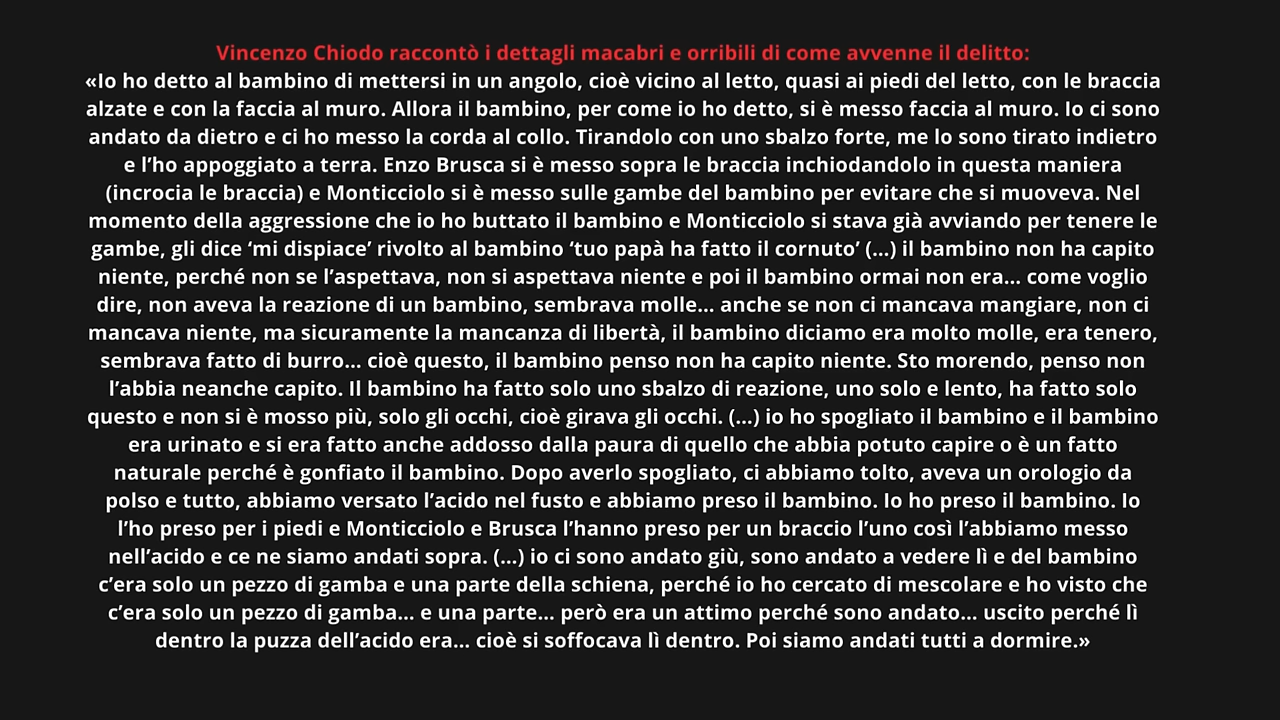 Vincenzo Chiodo raccontò i dettagli macabri e orribili di come avvenne il delitto:
«Io ho detto al bambino di mettersi in un angolo, cioè vicino al letto, quasi ai piedi del letto, con le braccia
alzate e con la faccia al muro. Allora il bambino, per come io ho detto, si è messo faccia al muro. Io ci sono
andato da dietro e ci ho messo la corda al collo. Tirandolo con uno sbalzo forte, me lo sono tirato indietro
e l’ho appoggiato a terra. Enzo Brusca si è messo sopra le braccia inchiodandolo in questa maniera
(incrocia le braccia) e Monticciolo si è messo sulle gambe del bambino per evitare che si muoveva. Nel
momento della aggressione che io ho buttato il bambino e Monticciolo si stava già avviando per tenere le
gambe, gli dice ‘mi dispiace’ rivolto al bambino ‘tuo papà ha fatto il cornuto’ (...) il bambino non ha capito
niente, perché non se l’aspettava, non si aspettava niente e poi il bambino ormai non era... come voglio
dire, non aveva la reazione di un bambino, sembrava molle... anche se non ci mancava mangiare, non ci
mancava niente, ma sicuramente la mancanza di libertà, il bambino diciamo era molto molle, era tenero,
sembrava fatto di burro... cioè questo, il bambino penso non ha capito niente. Sto morendo, penso non
l’abbia neanche capito. Il bambino ha fatto solo uno sbalzo di reazione, uno solo e lento, ha fatto solo
questo e non si è mosso più, solo gli occhi, cioè girava gli occhi. (...) io ho spogliato il bambino e il bambino
era urinato e si era fatto anche addosso dalla paura di quello che abbia potuto capire o è un fatto
naturale perché è gonfiato il bambino. Dopo averlo spogliato, ci abbiamo tolto, aveva un orologio da
polso e tutto, abbiamo versato l’acido nel fusto e abbiamo preso il bambino. Io ho preso il bambino. Io
l’ho preso per i piedi e Monticciolo e Brusca l’hanno preso per un braccio l’uno così l’abbiamo messo
nell’acido e ce ne siamo andati sopra. (...) io ci sono andato giù, sono andato a vedere lì e del bambino
c’era solo un pezzo di gamba e una parte della schiena, perché io ho cercato di mescolare e ho visto che
c’era solo un pezzo di gamba... e una parte... però era un attimo perché sono andato... uscito perché lì
dentro la puzza dell’acido era... cioè si soffocava lì dentro. Poi siamo andati tutti a dormire.»